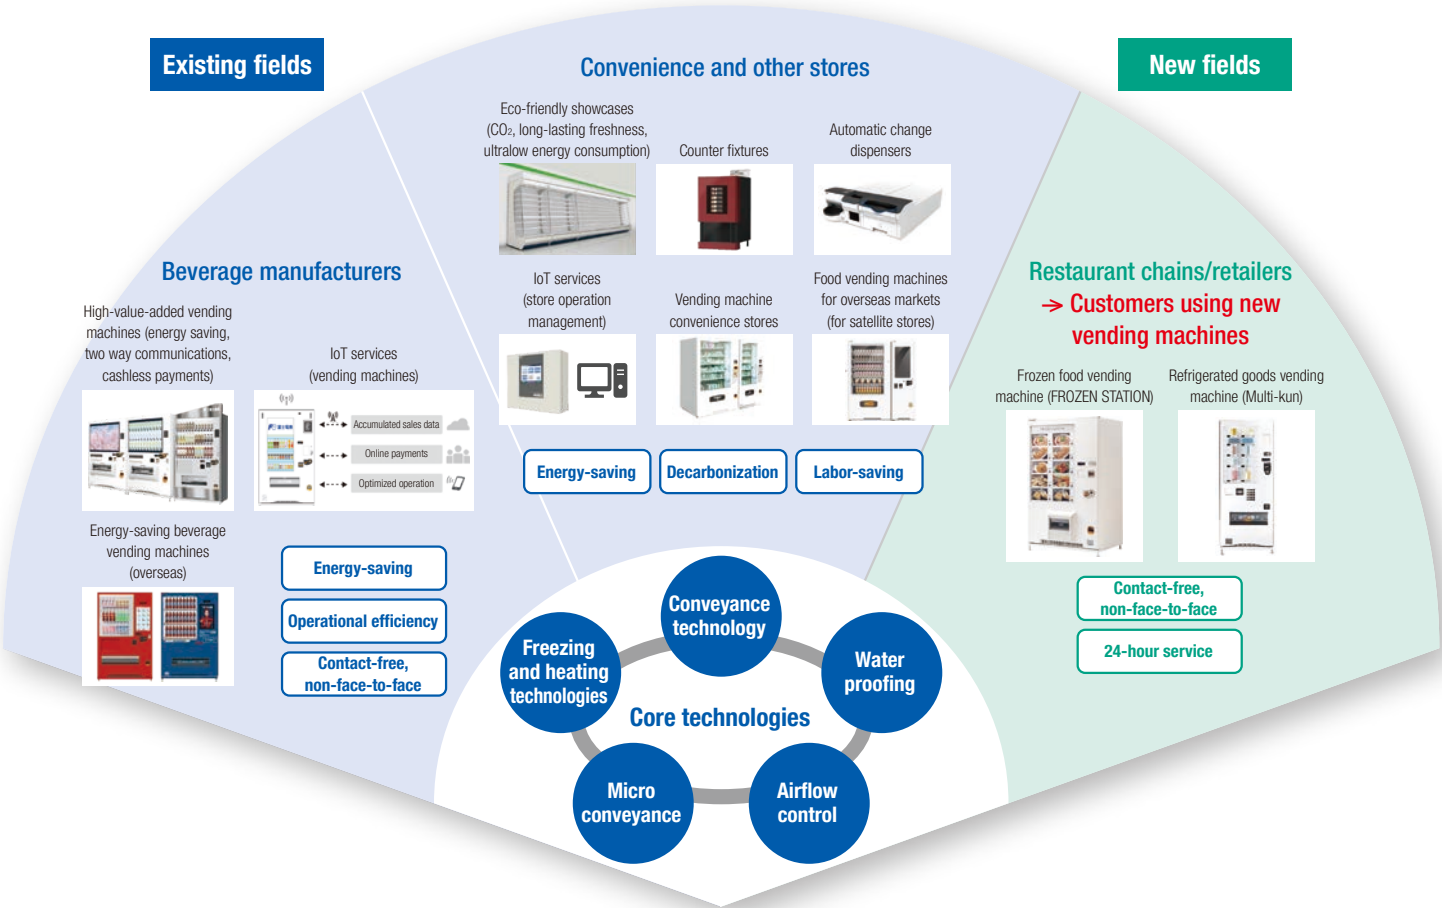 Existing fields
Convenience and other stores
New fields
Eco-friendly showcases
(CO₂, long-lasting freshness,
ultralow energy consumption)
Counter fixtures
Automatic change
dispensers
IoT services
(store operation
management)
Vending machine
convenience stores
Food vending machines
for overseas markets
(for satellite stores)
Energy-saving
Decarbonization
Labor-saving
Beverage manufacturers
High-value-added vending
machines (energy saving,
two way communications,
cashless payments)
IoT services
(vending machines)
Accumulated sales data
Online payments
Optimized operation
Energy-saving beverage
vending machines
(overseas)
Energy-saving
Operational efficiency
Contact-free,
non-face-to-face
Restaurant chains/retailers
→ Customers using new
vending machines
Frozen food vending
machine (FROZEN STATION)
Refrigerated goods vending
machine (Multi-kun)
Contact-free,
non-face-to-face
24-hour service
Conveyance
technology
Freezing
and heating
technologies
Water
proofing
Core technologies
Micro
conveyance
Airflow
control